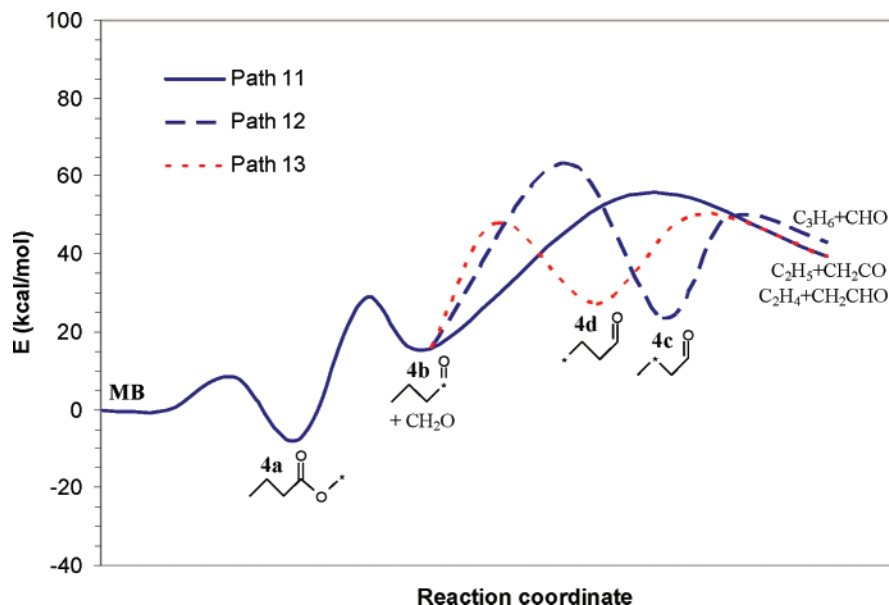 E (kcal/mol)
100
80
60
40
20
0
-20
-40
Path 11
Path 12
Path 13
MB
4a
O
O
*
4b
O
*
+ CH₂O
4d
O
*
4c
O
*
C₃H₆+CHO
C₂H₅+CH₂CO
C₂H₄+CH₂CHO
Reaction coordinate